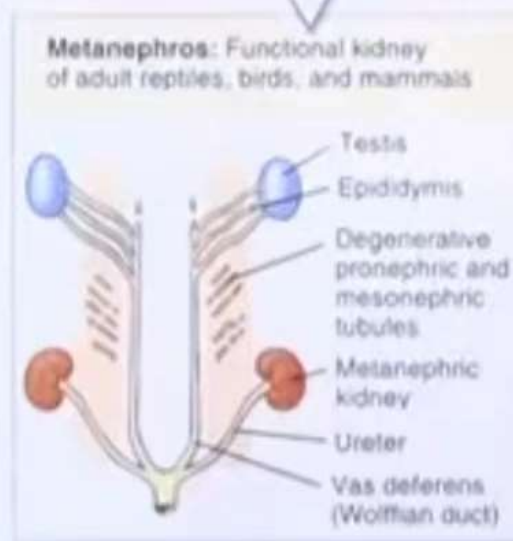 Metanephros: Functional kidney
of adult reptiles, birds, and mammals
Testis
Epididymis
Degenerative
pronephric and
mesonephric
tubules
Metanephric
kidney
Ureter
Vas deferens
(Wolffian duct)